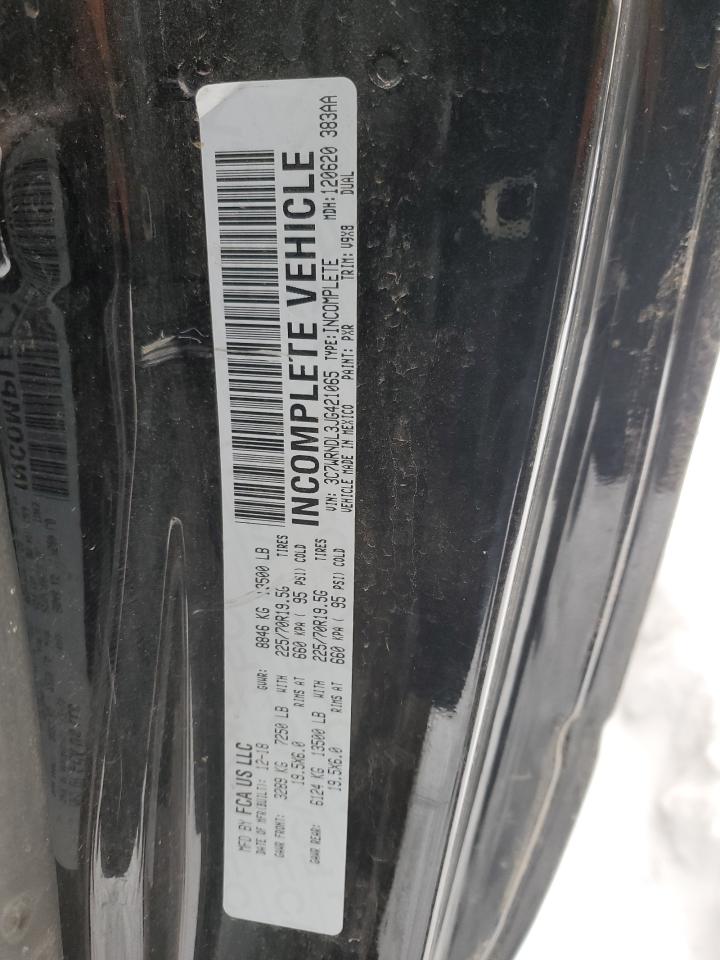 MFD BY FCA US LLC
DATE OF MFR(BUILT): 12-18
GVWR: 8846 KG 19500 LB
GAWR FRONT: 3289 KG 7250 LB WITH 225/70R19.5G TIRES
19.5X6.0 RIMS AT 660 KPA ( 95 PSI) COLD
GAWR REAR: 6124 KG 13500 LB WITH 225/70R19.5G TIRES
19.5X6.0 RIMS AT 660 KPA ( 95 PSI) COLD
INCOMPLETE VEHICLE
MDH:120620 383AA
VIN: 3C7WRNDL3JG421065 TYPE:INCOMPLETE DUAL
VEHICLE MADE IN MEXICO PAINT: PXR TRIM: V9X8